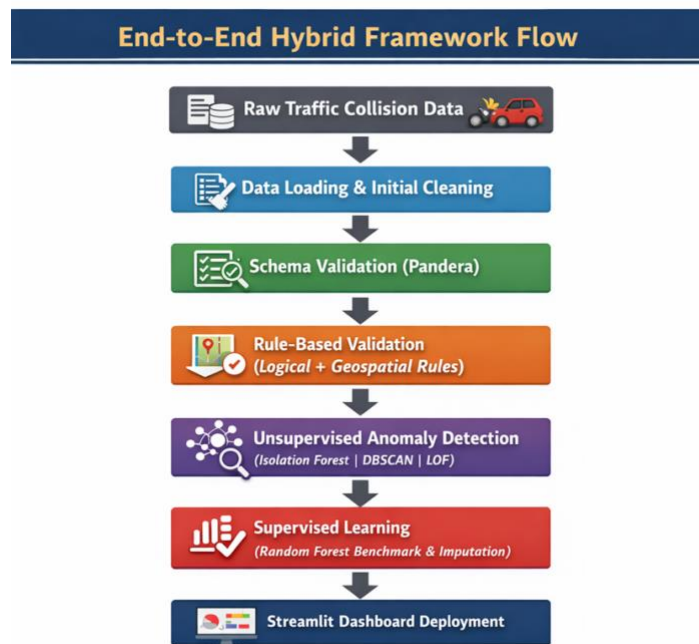 End-to-End Hybrid Framework Flow
Raw Traffic Collision Data
Data Loading & Initial Cleaning
Schema Validation (Pandera)
Rule-Based Validation
(Logical + Geospatial Rules)
Unsupervised Anomaly Detection
(Isolation Forest | DBSCAN | LOF)
Supervised Learning
(Random Forest Benchmark & Imputation)
Streamlit Dashboard Deployment